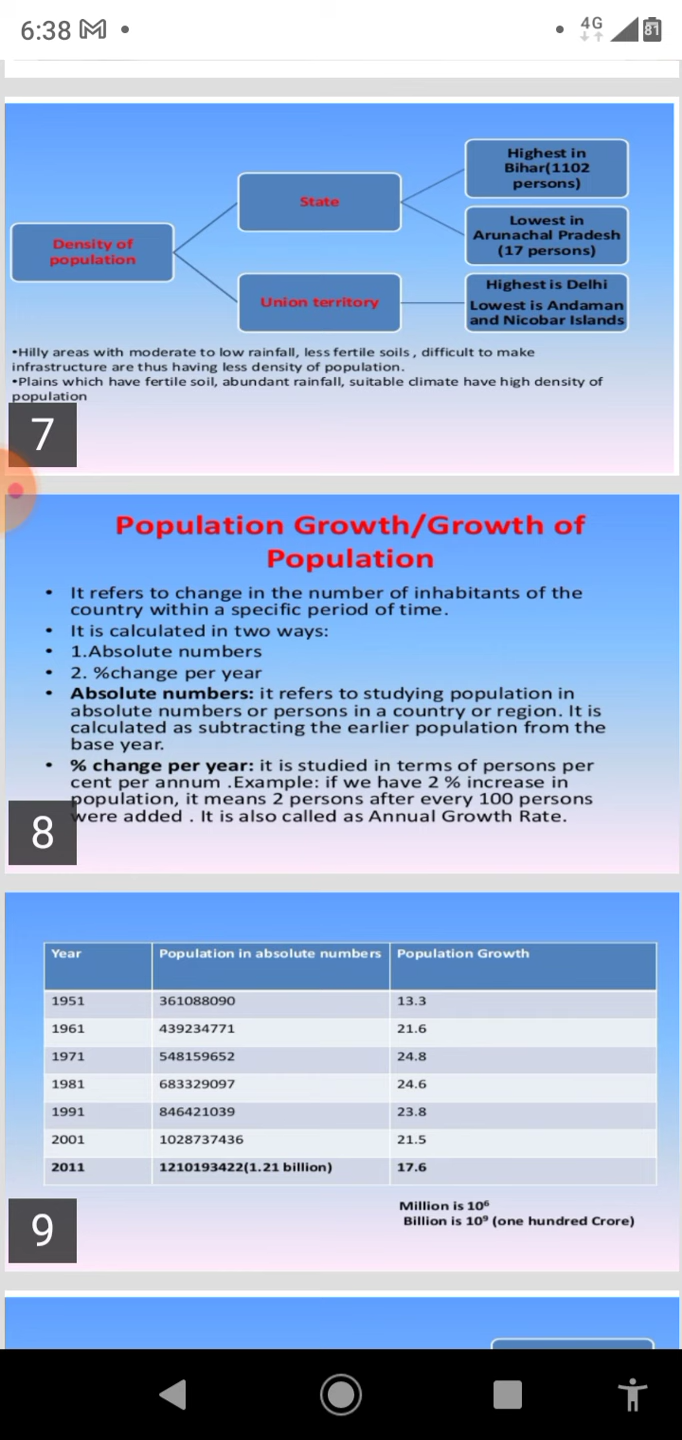 6:38
4G
81
Highest in
Bihar(1102
persons)
State
Lowest in
Arunachal Pradesh
(17 persons)
Density of
population
Highest is Delhi
Union territory
Lowest is Andaman
and Nicobar Islands
•Hilly areas with moderate to low rainfall, less fertile soils , difficult to make
infrastructure are thus having less density of population.
•Plains which have fertile soil, abundant rainfall, suitable climate have high density of
population
7
Population Growth/Growth of
Population
• It refers to change in the number of inhabitants of the
country within a specific period of time.
• It is calculated in two ways:
• 1.Absolute numbers
• 2. %change per year
• Absolute numbers: it refers to studying population in
absolute numbers or persons in a country or region. It is
calculated as subtracting the earlier population from the
base year.
• % change per year: it is studied in terms of persons per
cent per annum .Example: if we have 2 % increase in
population, it means 2 persons after every 100 persons
were added . It is also called as Annual Growth Rate.
8
Year Population in absolute numbers Population Growth
1951 361088090 13.3
1961 439234771 21.6
1971 548159652 24.8
1981 683329097 24.6
1991 846421039 23.8
2001 1028737436 21.5
2011 1210193422(1.21 billion) 17.6
Million is 10⁶
Billion is 10⁹ (one hundred Crore)
9